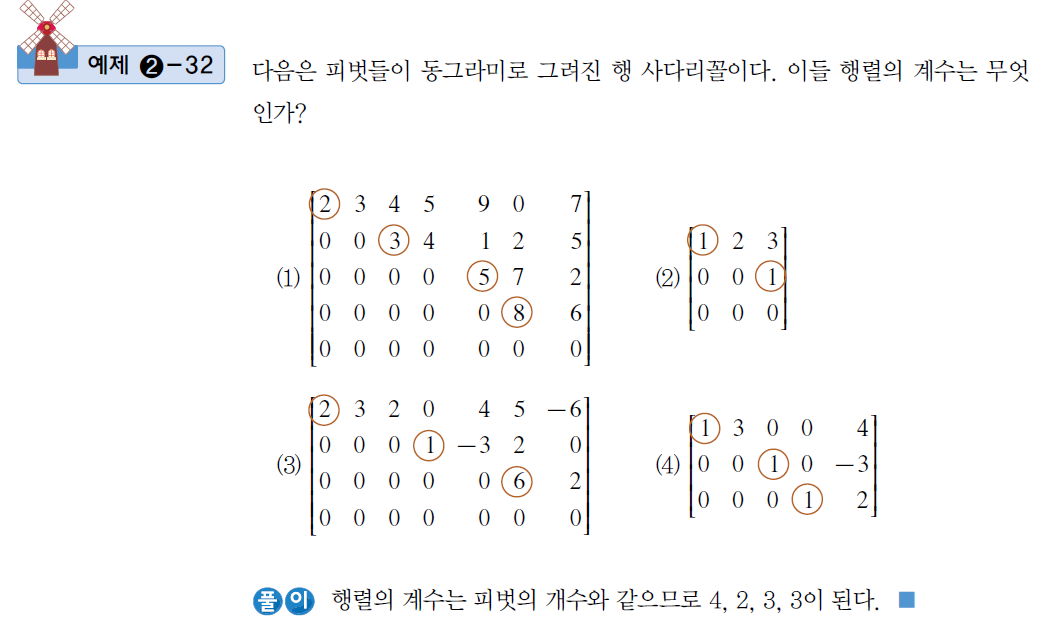 예제 ❷-32
다음은 피벗들이 동그라미로 그려진 행 사다리꼴이다. 이들 행렬의 계수는 무엇
인가?
(1)
2 3 4 5 9 0 7
0 0 3 4 1 2 5
0 0 0 0 5 7 2
0 0 0 0 0 8 6
0 0 0 0 0 0 0
(2)
1 2 3
0 0 1
0 0 0
(3)
2 3 2 0 4 5 -6
0 0 0 1 -3 2 0
0 0 0 0 0 6 2
0 0 0 0 0 0 0
(4)
1 3 0 0 4
0 0 1 0 -3
0 0 0 1 2
풀이 행렬의 계수는 피벗의 개수와 같으므로 4, 2, 3, 3이 된다. ■